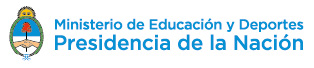 Ministerio de Educación y Deportes
Presidencia de la Nación